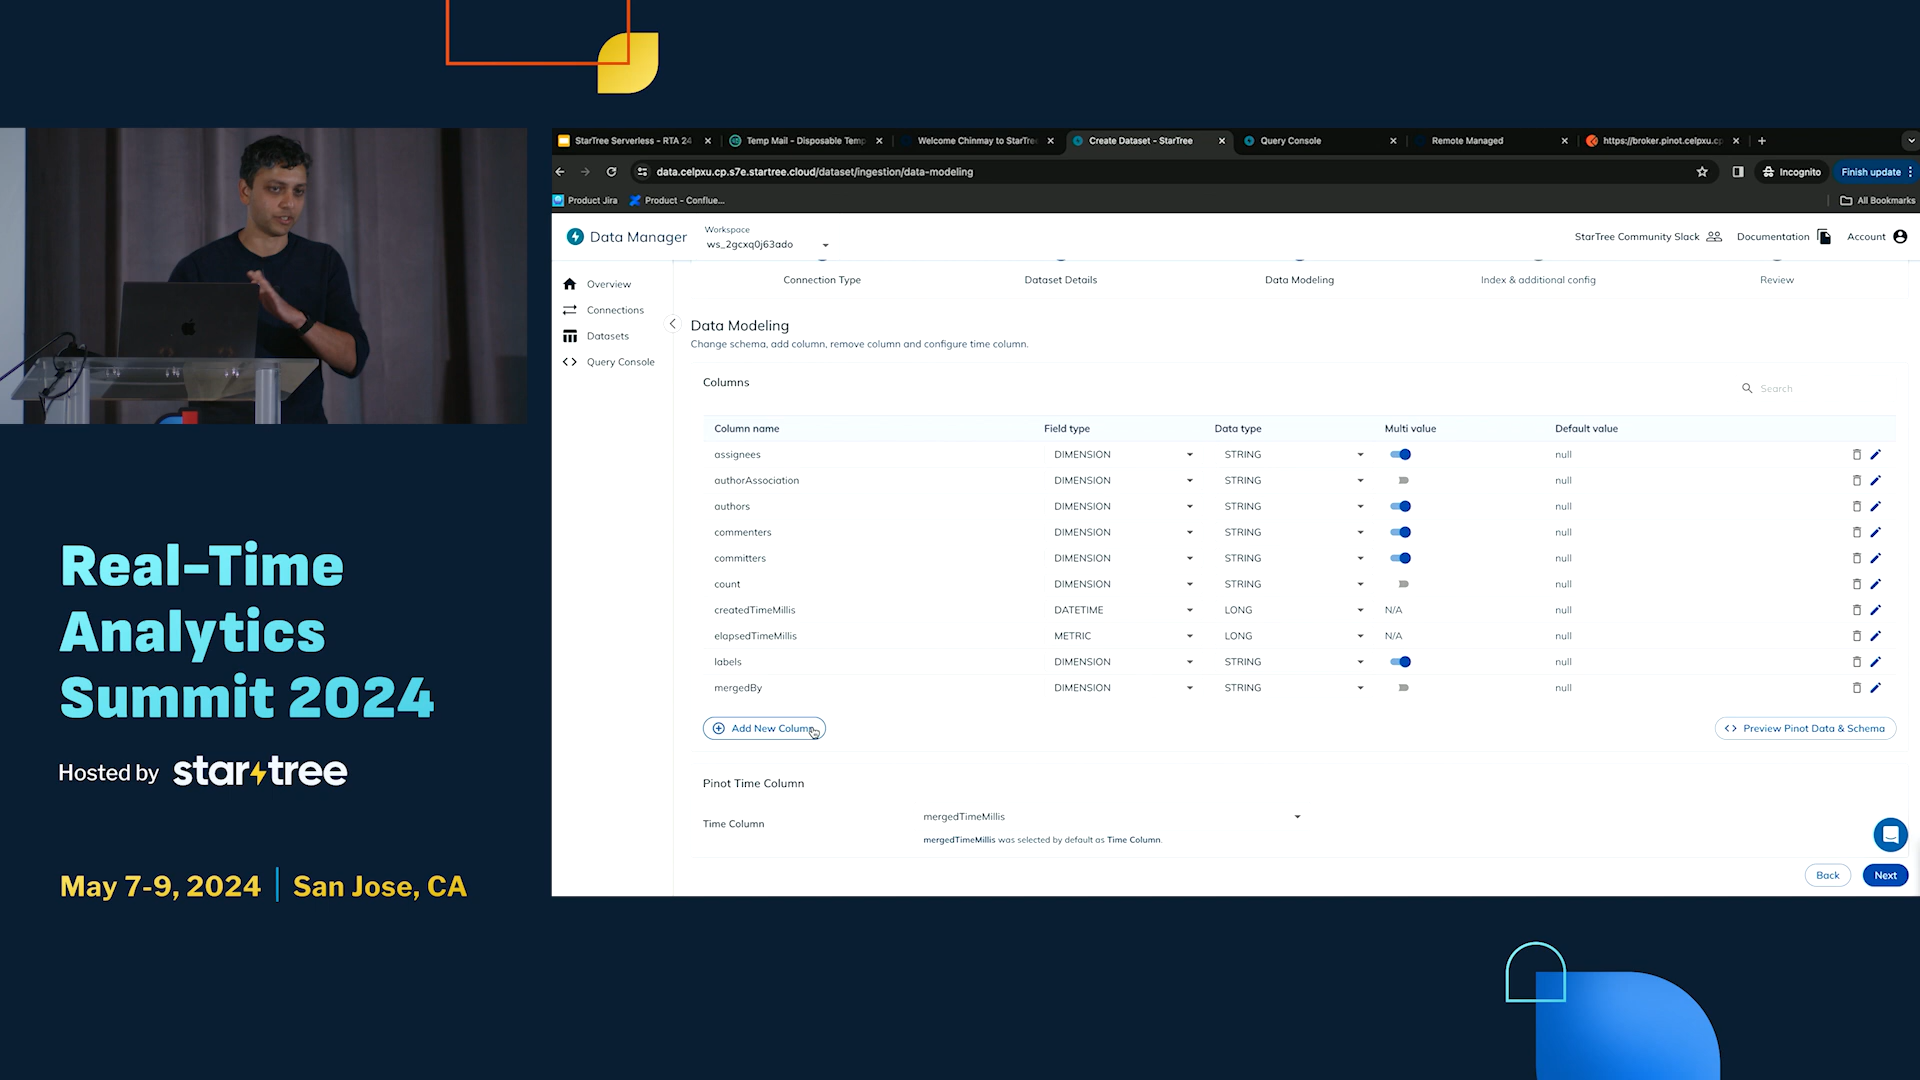 Real-Time
Analytics
Summit 2024
Hosted by star tree
May 7-9, 2024 | San Jose, CA
StarTree Serverless - RTA 24
Temp Mail - Disposable Temp
Welcome Chinmay to StarTree
Create Dataset - StarTree
Query Console
Remote Managed
https://broker.pinot.celpxu.cp
data.celpxu.cp.s7e.startree.cloud/dataset/ingestion/data-modeling
Incognito
Finish update
Product Jira
Product - Conflue...
All Bookmarks
Data Manager
Workspace
ws_2gcxq0j63ado
StarTree Community Slack
Documentation
Account
Overview
Connections
Datasets
Query Console
Connection Type
Dataset Details
Data Modeling
Index & additional config
Review
Data Modeling
Change schema, add column, remove column and configure time column.
Columns
Search
Column name Field type Data type Multi value Default value
assignees DIMENSION STRING null
authorAssociation DIMENSION STRING null
authors DIMENSION STRING null
commenters DIMENSION STRING null
committers DIMENSION STRING null
count DIMENSION STRING null
createdTimeMillis DATETIME LONG N/A null
elapsedTimeMillis METRIC LONG N/A null
labels DIMENSION STRING null
mergedBy DIMENSION STRING null
Add New Column
Preview Pinot Data & Schema
Pinot Time Column
Time Column
mergedTimeMillis
mergedTimeMillis was selected by default as Time Column.
Back
Next